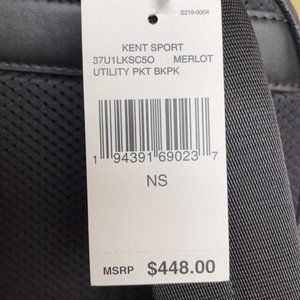 S219-0004
KENT SPORT
37U1LKSC5O MERLOT
UTILITY PKT BKPK
1 94391 69023 7
NS
MSRP $448.00